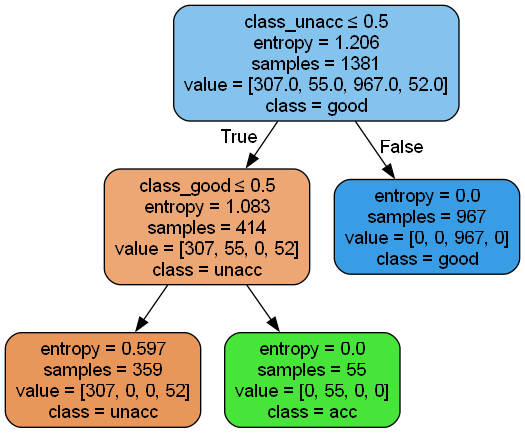 class_unacc ≤ 0.5
entropy = 1.206
samples = 1381
value = [307.0, 55.0, 967.0, 52.0]
class = good
True
False
class_good ≤ 0.5
entropy = 1.083
samples = 414
value = [307, 55, 0, 52]
class = unacc
entropy = 0.0
samples = 967
value = [0, 0, 967, 0]
class = good
entropy = 0.597
samples = 359
value = [307, 0, 0, 52]
class = unacc
entropy = 0.0
samples = 55
value = [0, 55, 0, 0]
class = acc